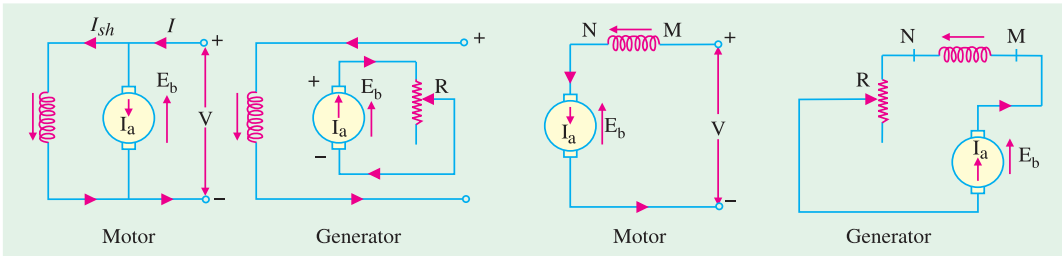 I_sh I +
E_b
I_a
V
–
Motor
+
+ E_b R
I_a
–
Generator
N M +
I_a E_b V
–
Motor
N M
R
I_a E_b
Generator